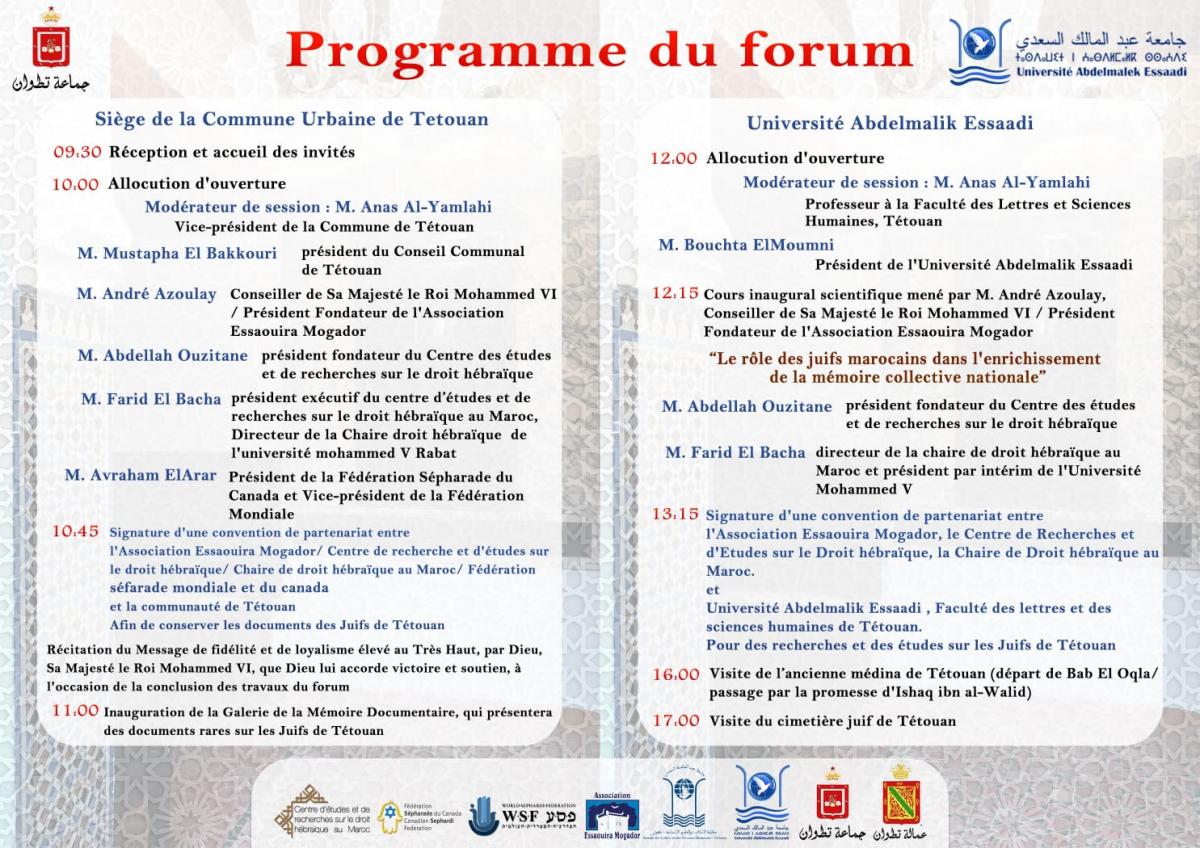 Programme du forum
جماعة تطوان
جامعة عبد المالك السعدي
Université Abdelmalek Essaadi
Siège de la Commune Urbaine de Tetouan
09:30 Réception et accueil des invités
10:00 Allocution d'ouverture
Modérateur de session : M. Anas Al-Yamlahi
Vice-président de la Commune de Tétouan
M. Mustapha El Bakkouri président du Conseil Communal
de Tétouan
M. André Azoulay Conseiller de Sa Majesté le Roi Mohammed VI
/ Président Fondateur de l'Association
Essaouira Mogador
M. Abdellah Ouzitane président fondateur du Centre des études
et de recherches sur le droit hébraïque
M. Farid El Bacha président exécutif du centre d'études et de
recherches sur le droit hébraïque au Maroc,
Directeur de la Chaire droit hébraïque de
l'université mohammed V Rabat
M. Avraham ElArar Président de la Fédération Sépharade du
Canada et Vice-président de la Fédération
Mondiale
10:45 Signature d'une convention de partenariat entre
l'Association Essaouira Mogador/ Centre de recherche et d'études sur
le droit hébraïque/ Chaire de droit hébraïque au Maroc/ Fédération
séfarade mondiale et du canada
et la communauté de Tétouan
Afin de conserver les documents des Juifs de Tétouan
Récitation du Message de fidélité et de loyalisme élevé au Très Haut, par Dieu,
Sa Majesté le Roi Mohammed VI, que Dieu lui accorde victoire et soutien, à
l'occasion de la conclusion des travaux du forum
11:00 Inauguration de la Galerie de la Mémoire Documentaire, qui présentera
des documents rares sur les Juifs de Tétouan
Université Abdelmalik Essaadi
12:00 Allocution d'ouverture
Modérateur de session : M. Anas Al-Yamlahi
Professeur à la Faculté des Lettres et Sciences
Humaines, Tétouan
M. Bouchta ElMoumni
Président de l'Université Abdelmalik Essaadi
12:15 Cours inaugural scientifique mené par M. André Azoulay,
Conseiller de Sa Majesté le Roi Mohammed VI / Président
Fondateur de l'Association Essaouira Mogador
“Le rôle des juifs marocains dans l'enrichissement
de la mémoire collective nationale”
M. Abdellah Ouzitane président fondateur du Centre des études
et de recherches sur le droit hébraïque
M. Farid El Bacha directeur de la chaire de droit hébraïque au
Maroc et président par intérim de l'Université
Mohammed V
13:15 Signature d'une convention de partenariat entre
l'Association Essaouira Mogador, le Centre de Recherches et
d'Etudes sur le Droit hébraïque, la Chaire de Droit hébraïque au
Maroc.
et
Université Abdelmalik Essaadi , Faculté des lettres et des
sciences humaines de Tétouan.
Pour des recherches et des études sur les Juifs de Tétouan
16:00 Visite de l'ancienne médina de Tétouan (départ de Bab El Oqla/
passage par la promesse d'Ishaq ibn al-Walid)
17:00 Visite du cimetière juif de Tétouan
Centre d'études et de
recherches sur le droit
hébraïque au Maroc
Fédération
Sépharade du Canada
Canadian Sephardi
Federation
WORLD·SEPHARDI·FEDERATION
WSF פסע
Association
Essaouira Mogador
جامعة عبد المالك السعدي
Université Abdelmalek Essaadi
جماعة تطوان
عمالة تطوان